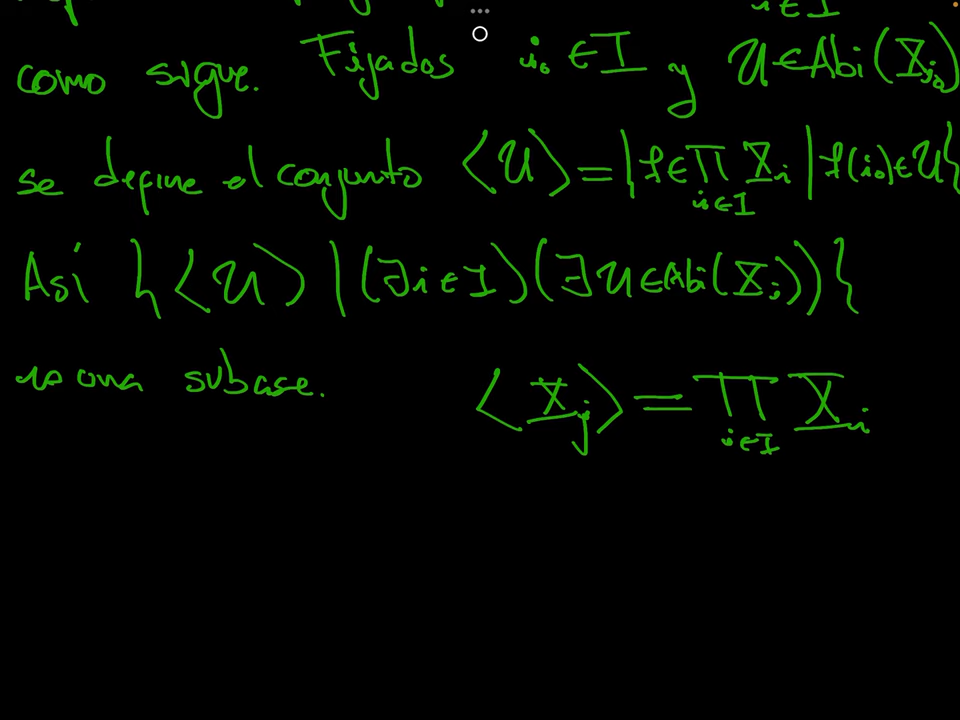 i∈I
como sigue. Fijados i₀ ∈ I y U ∈ Abi(X_{i₀})
se define el conjunto ⟨U⟩ = {f ∈ ∏_{i∈I} X_i | f(i₀) ∈ U}
Así {⟨U⟩ | (∃ i ∈ I)(∃ U ∈ Abi(X_i))}
es una subase. ⟨X_j⟩ = ∏_{i∈I} X_i